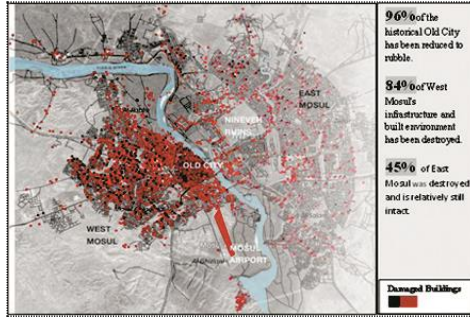 EAST
MOSUL
NINEVEH
RUINS
OLD CITY
WEST
MOSUL
MOSUL
AIRPORT
96% of the
historical Old City
has been reduced to
rubble.
84% of West
Mosul's
infrastructure and
built environment
has been destroyed.
45% of East
Mosul was destroyed
and is relatively still
intact.
Damaged Buildings